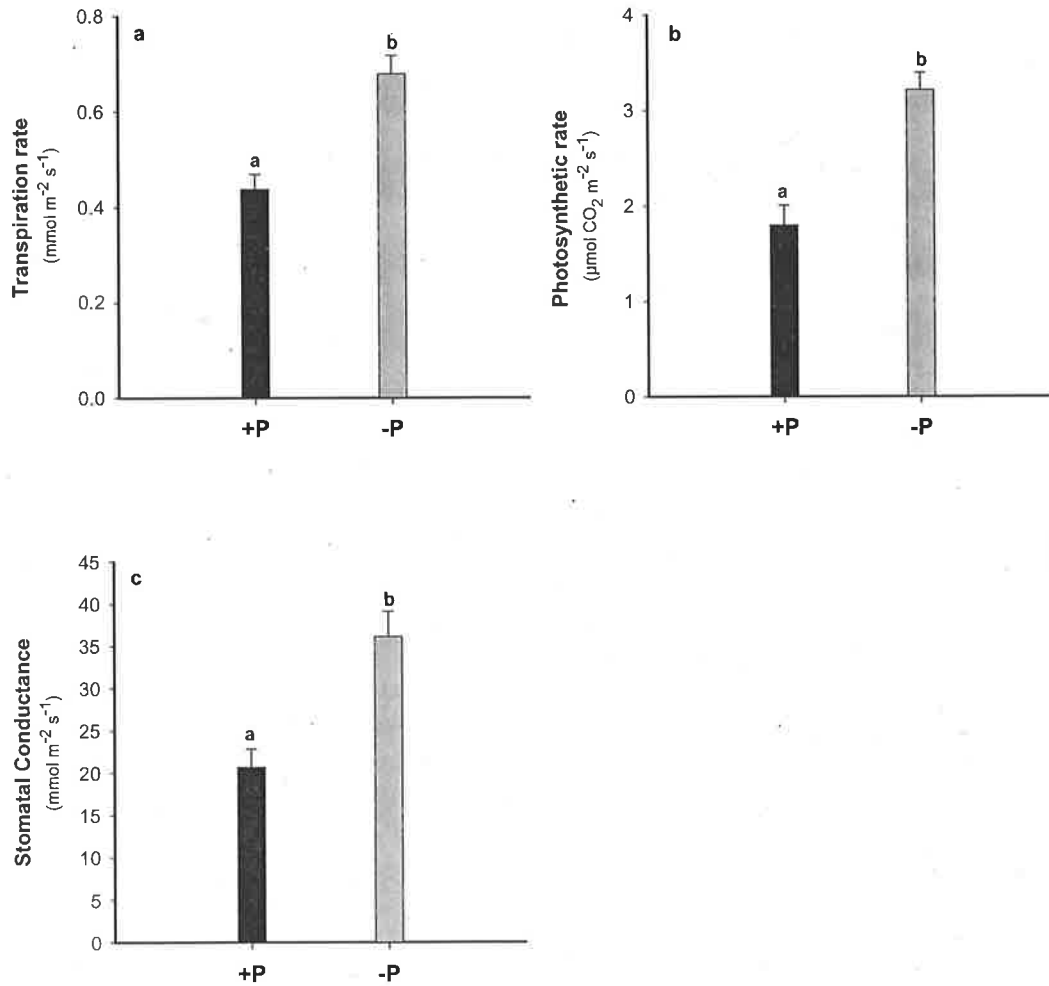 a
Transpiration rate
(mmol m⁻² s⁻¹)
0.8
0.6
0.4
0.2
0.0
a
b
+P
-P
b
Photosynthetic rate
(µmol CO₂ m⁻² s⁻¹)
4
3
2
1
0
a
b
+P
-P
c
Stomatal Conductance
(mmol m⁻² s⁻¹)
45
40
35
30
25
20
15
10
5
0
a
b
+P
-P